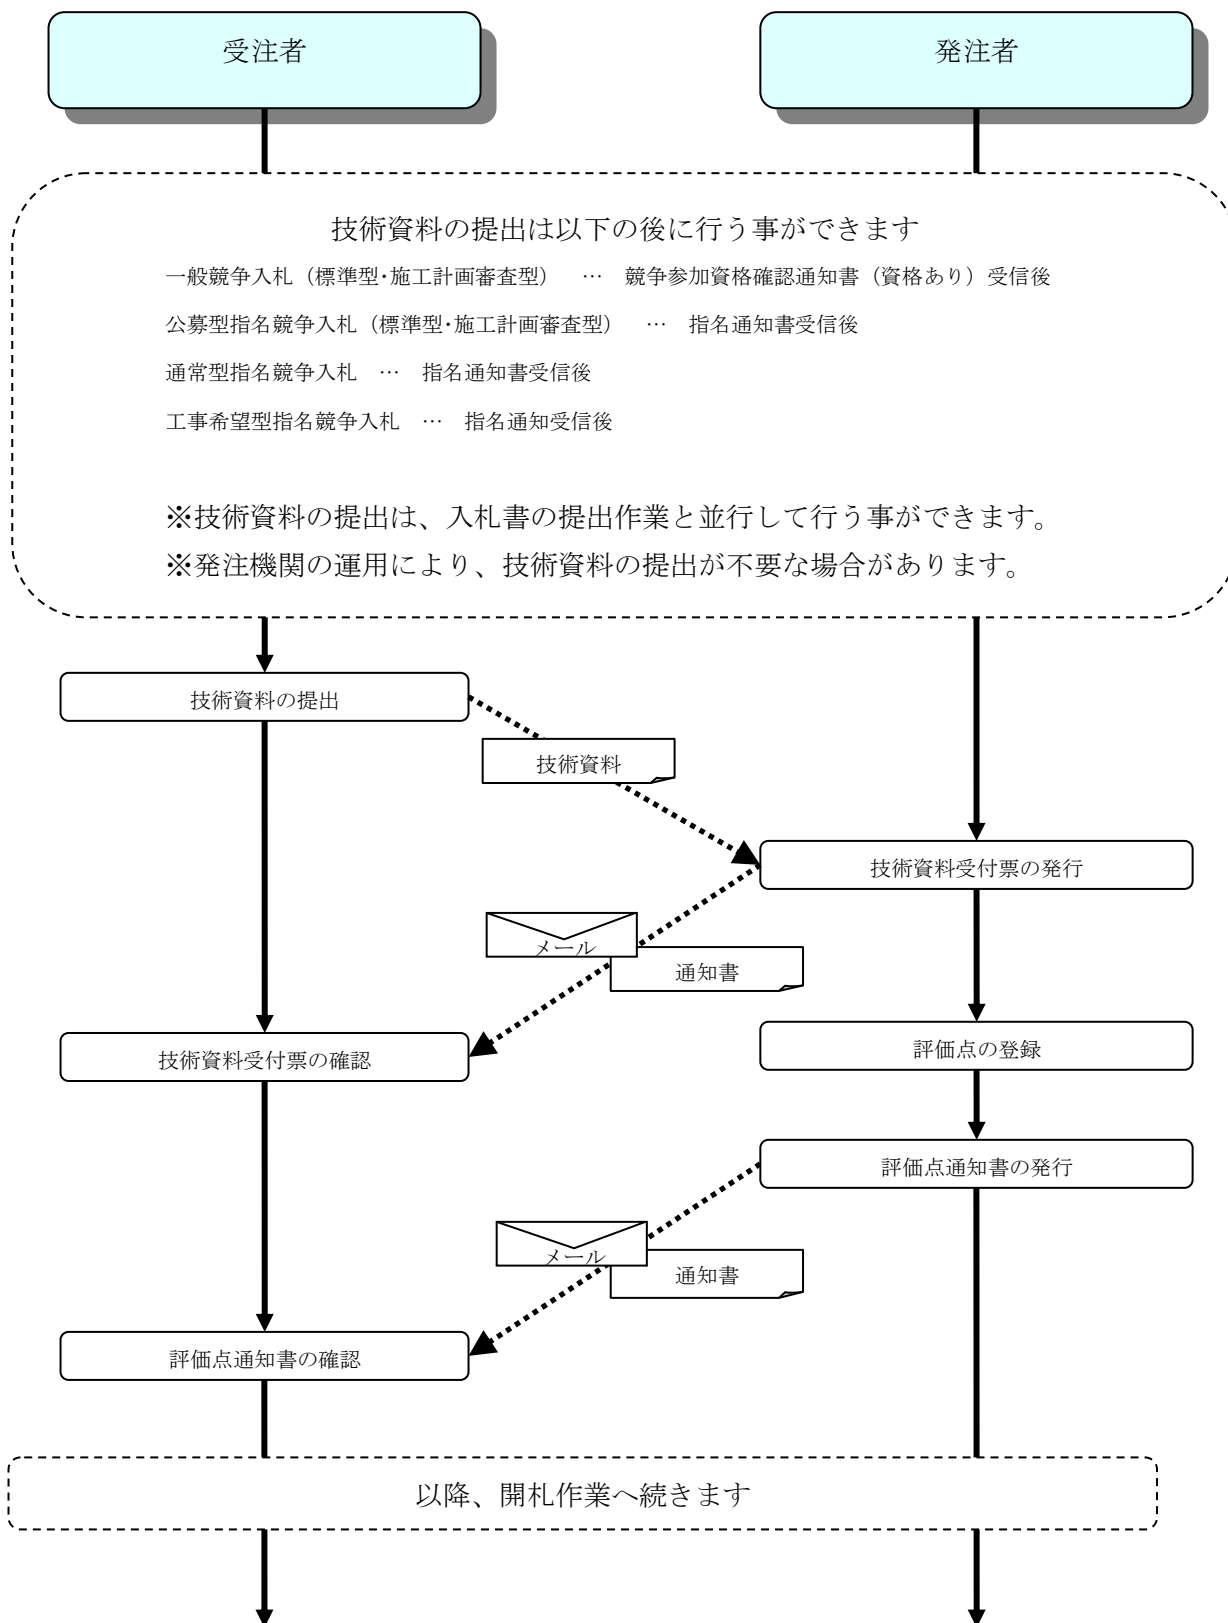 受注者
発注者
技術資料の提出は以下の後に行う事ができます
一般競争入札（標準型･施工計画審査型）　…　競争参加資格確認通知書（資格あり）受信後
公募型指名競争入札（標準型･施工計画審査型）　…　指名通知書受信後
通常型指名競争入札　…　指名通知書受信後
工事希望型指名競争入札　…　指名通知受信後
※技術資料の提出は、入札書の提出作業と並行して行う事ができます。
※発注機関の運用により、技術資料の提出が不要な場合があります。
技術資料の提出
技術資料
技術資料受付票の発行
メール
通知書
技術資料受付票の確認
評価点の登録
評価点通知書の発行
メール
通知書
評価点通知書の確認
以降、開札作業へ続きます